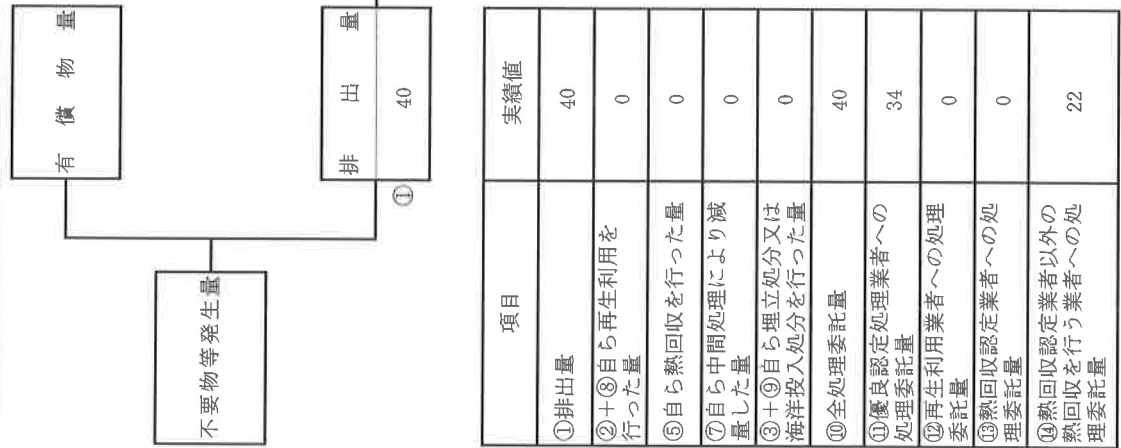 有償物量
不要物等発生量
排出量
40
①
項目 実績値
①排出量 40
②+⑧自ら再生利用を
行った量 0
⑤自ら熱回収を行った量 0
⑦自ら中間処理により減
量した量 0
③+⑨自ら埋立処分又は
海洋投入処分を行った量 0
⑩全処理委託量 40
⑪優良認定処理業者への
処理委託量 34
⑫再生利用業者への処理
委託量 0
⑬熱回収認定業者への処
理委託量 0
⑭熱回収認定業者以外の
熱回収を行う業者への処
理委託量 22